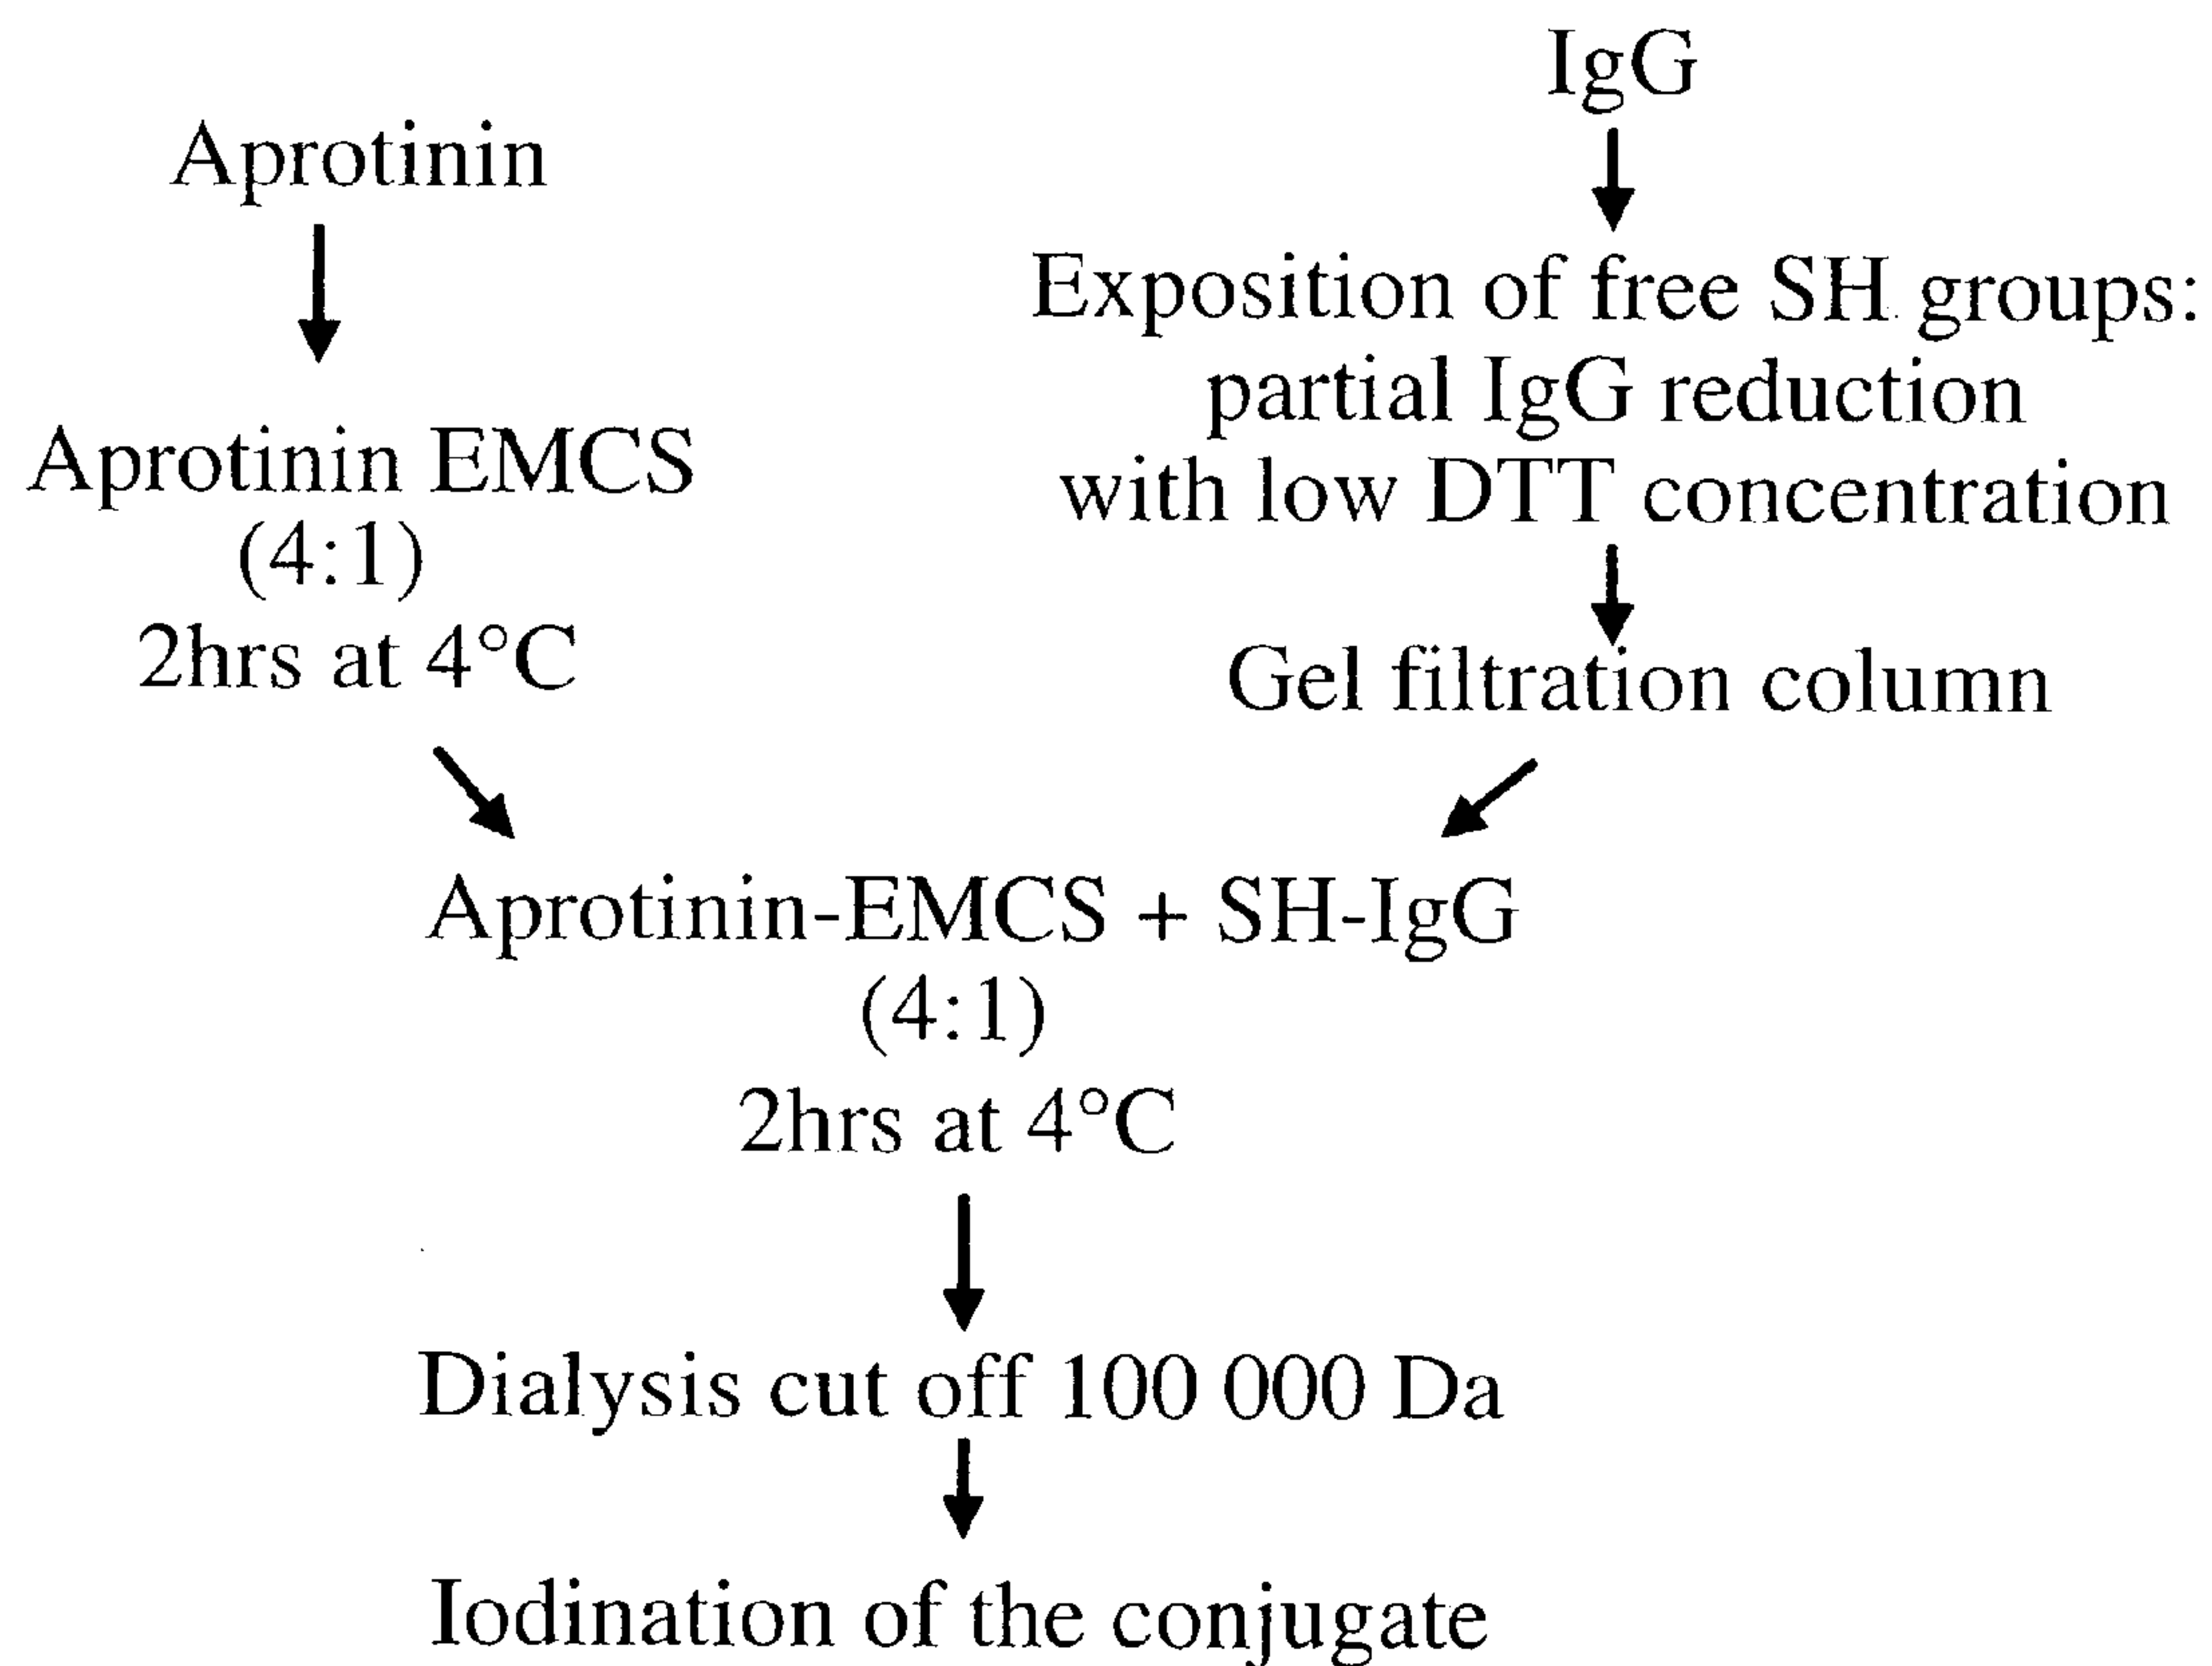 Aprotinin
Aprotinin EMCS
(4:1)
2hrs at 4°C
IgG
Exposition of free SH groups:
partial IgG reduction
with low DTT concentration
Gel filtration column
Aprotinin-EMCS + SH-IgG
(4:1)
2hrs at 4°C
Dialysis cut off 100 000 Da
Iodination of the conjugate